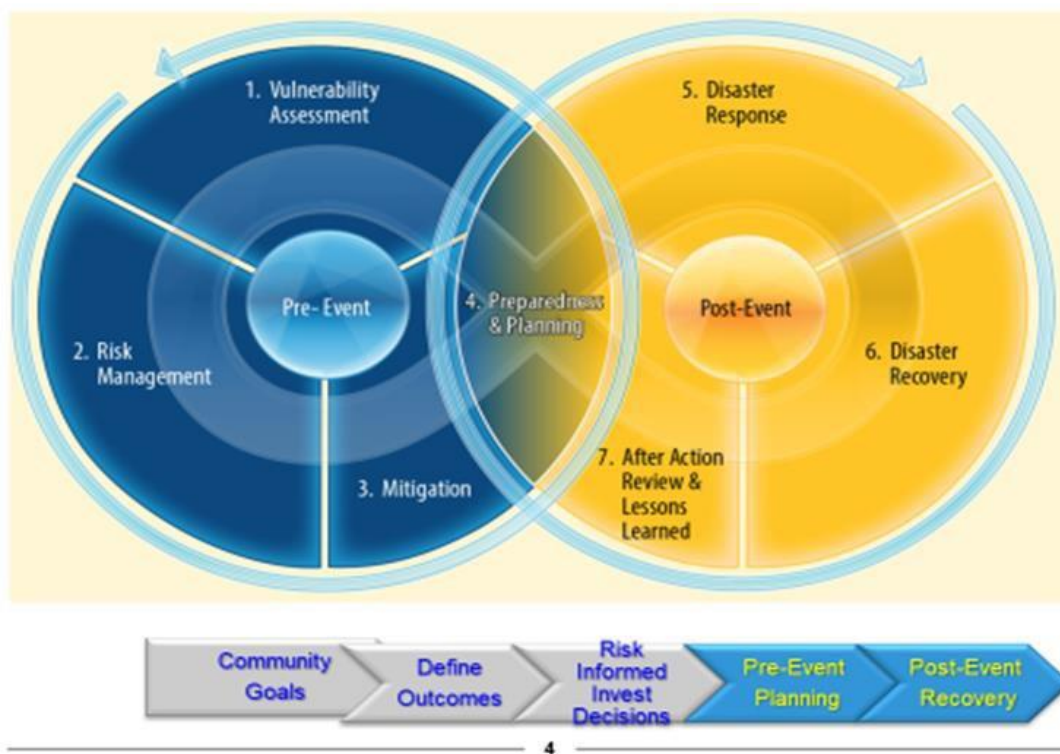 1. Vulnerability
Assessment
Pre-Event
2. Risk
Management
3. Mitigation
4. Preparedness
& Planning
5. Disaster
Response
Post-Event
6. Disaster
Recovery
7. After Action
Review &
Lessons
Learned
Community
Goals
Define
Outcomes
Risk
Informed
Invest
Decisions
Pre-Event
Planning
Post-Event
Recovery
4